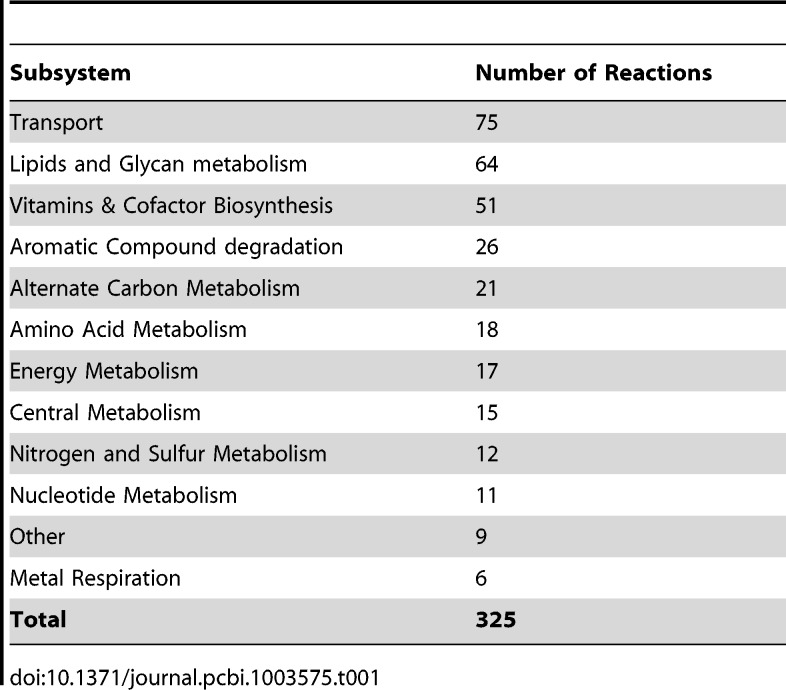 Subsystem Number of Reactions
Transport 75
Lipids and Glycan metabolism 64
Vitamins & Cofactor Biosynthesis 51
Aromatic Compound degradation 26
Alternate Carbon Metabolism 21
Amino Acid Metabolism 18
Energy Metabolism 17
Central Metabolism 15
Nitrogen and Sulfur Metabolism 12
Nucleotide Metabolism 11
Other 9
Metal Respiration 6
Total 325
doi:10.1371/journal.pcbi.1003575.t001